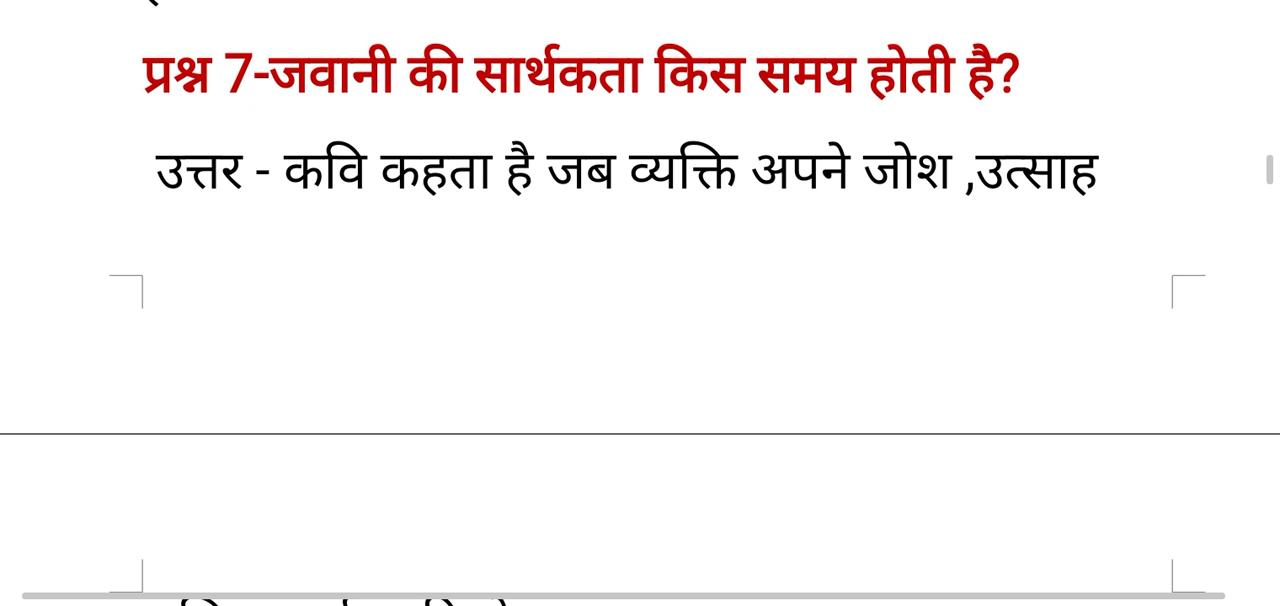 प्रश्न 7-जवानी की सार्थकता किस समय होती है?
उत्तर - कवि कहता है जब व्यक्ति अपने जोश ,उत्साह